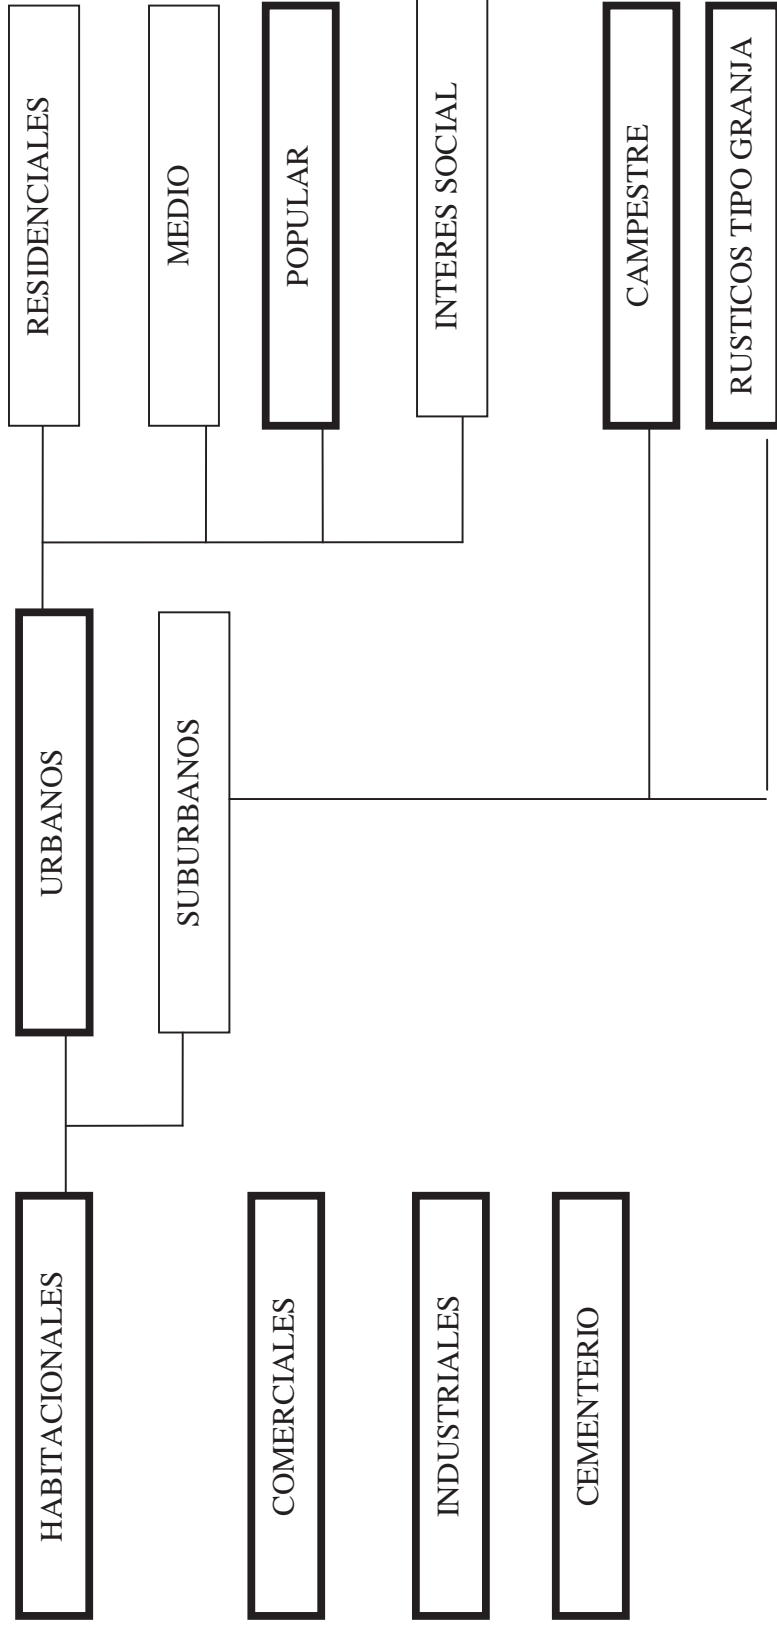 HABITACIONALES
URBANOS
RESIDENCIALES
MEDIO
POPULAR
INTERES SOCIAL
SUBURBANOS
CAMPESTRE
RUSTICOS TIPO GRANJA
COMERCIALES
INDUSTRIALES
CEMENTERIO